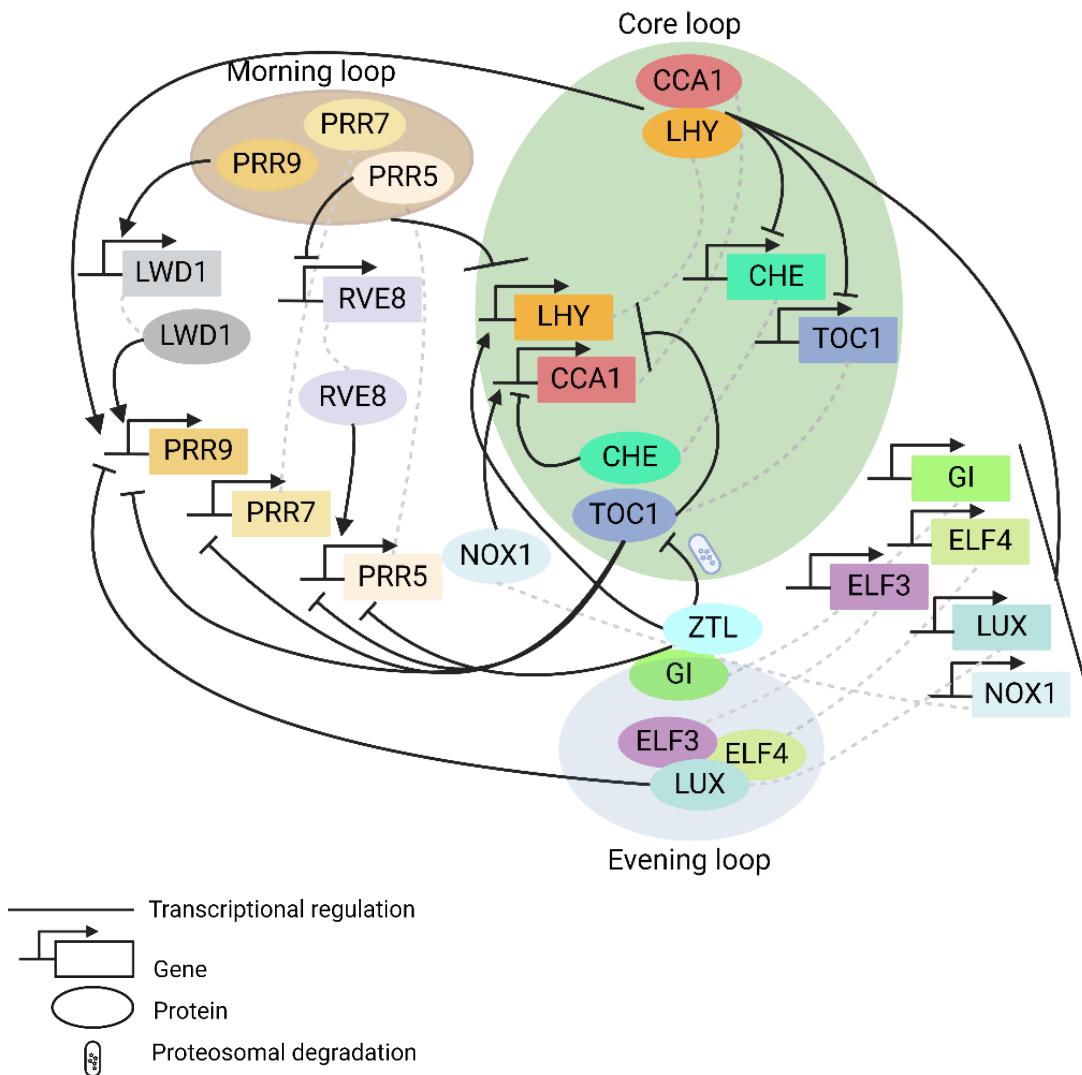 Core loop
Morning loop
CCA1
LHY
PRR7
PRR9
PRR5
LWD1
RVE8
CHE
LHY
TOC1
LWD1
CCA1
RVE8
PRR9
CHE
GI
PRR7
TOC1
ELF4
NOX1
PRR5
ELF3
ZTL
LUX
GI
NOX1
ELF3
ELF4
LUX
Evening loop
Transcriptional regulation
Gene
Protein
Proteosomal degradation